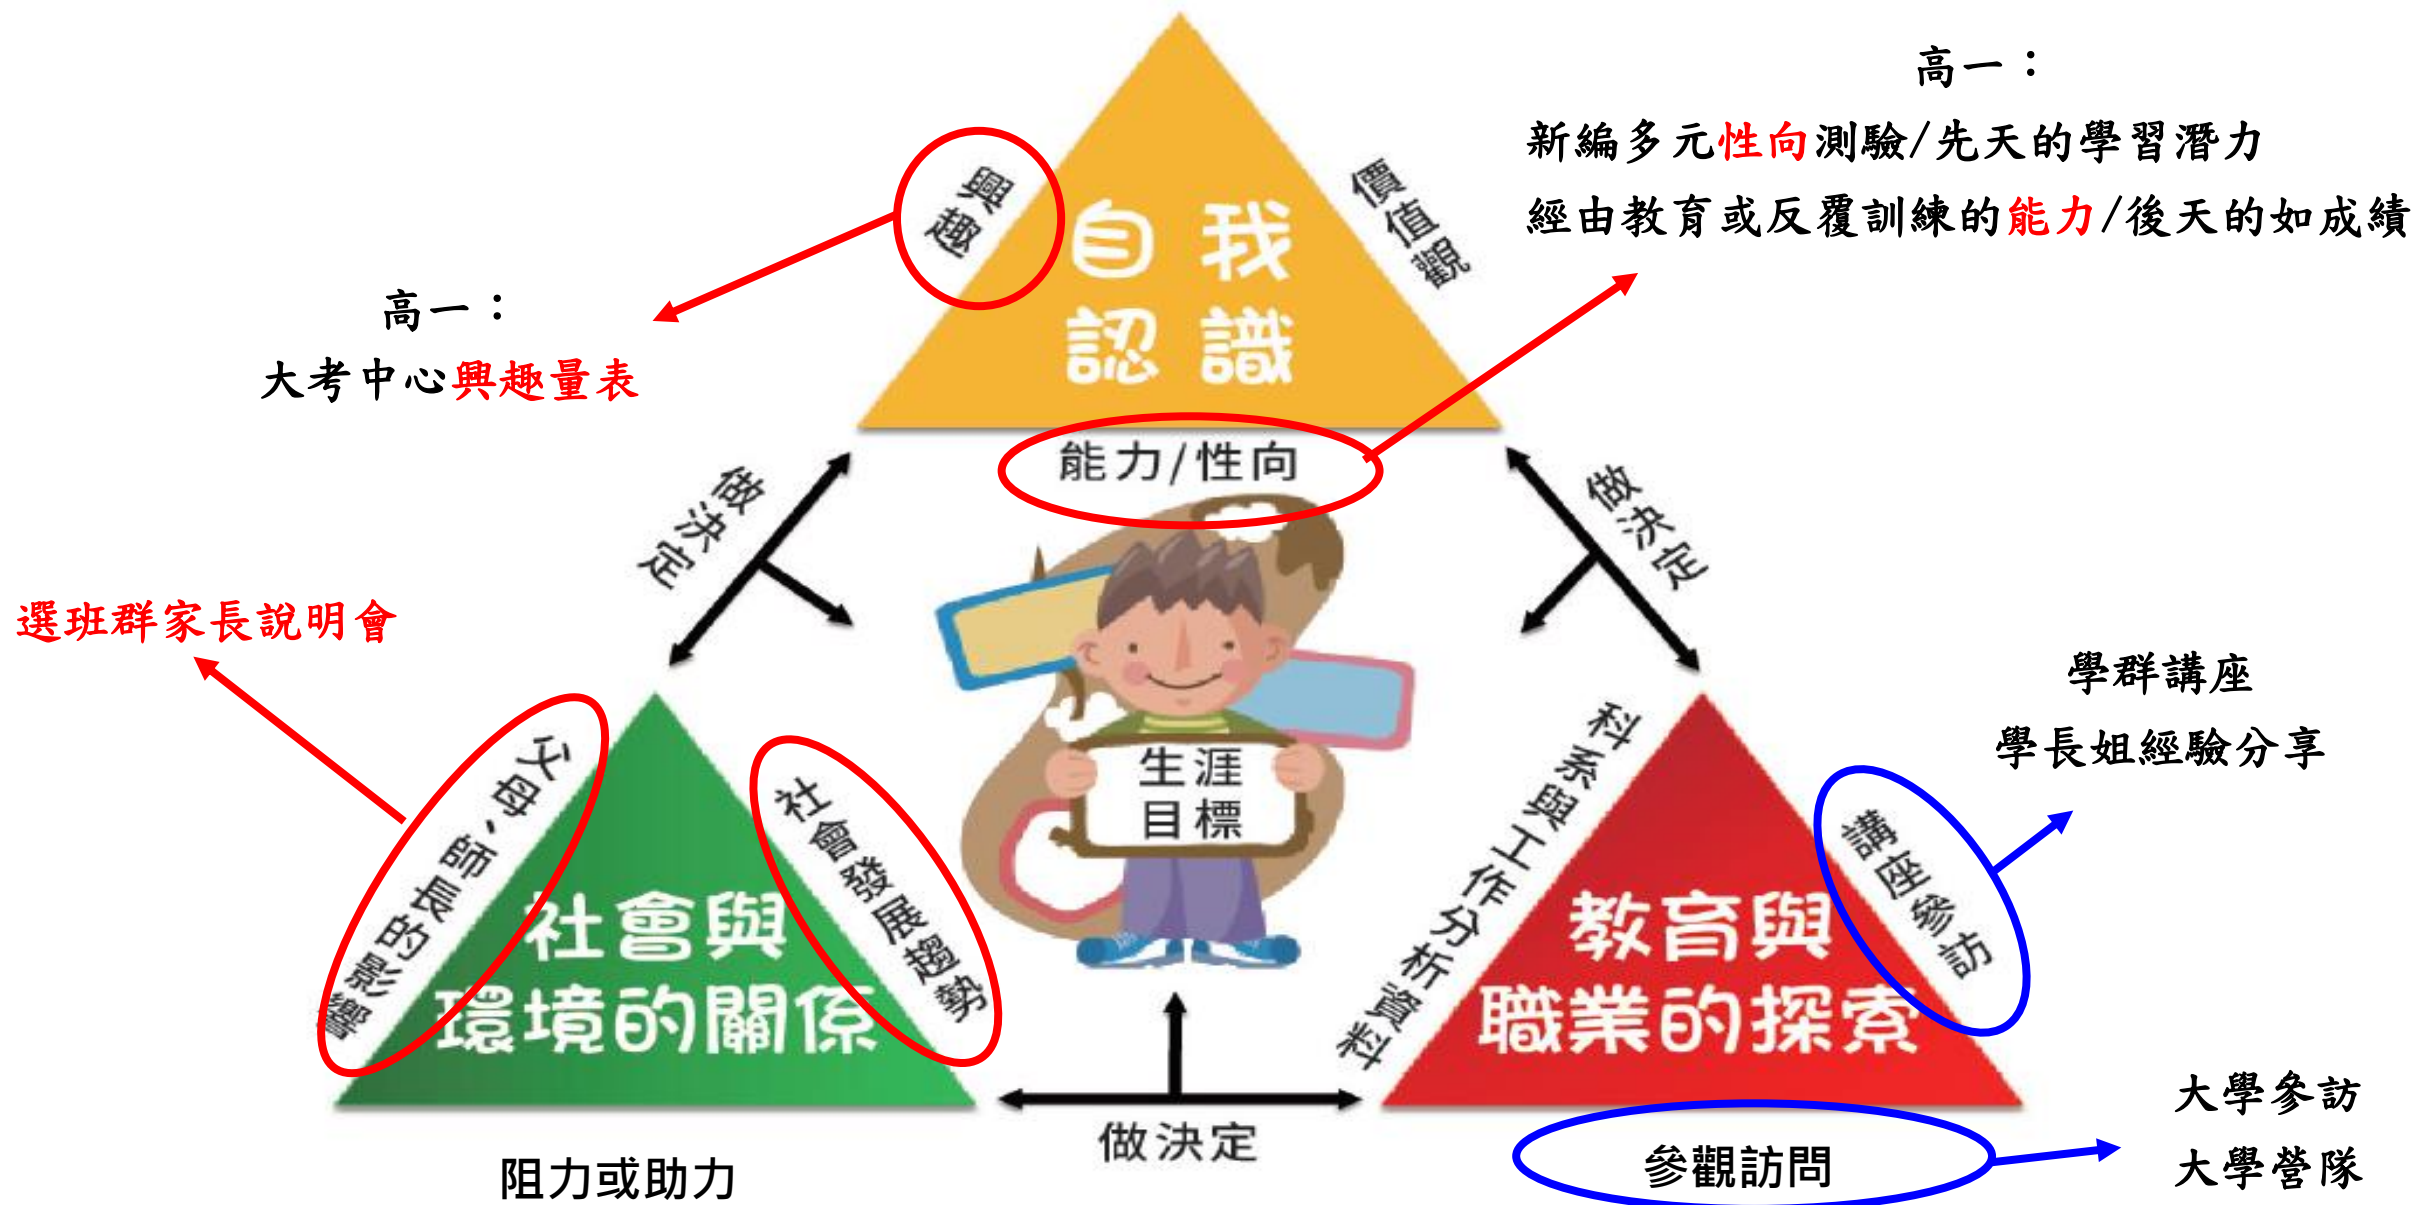 高一：
新編多元性向測驗/先天的學習潛力
經由教育或反覆訓練的能力/後天的如成績
興趣
價值觀
自我
認識
高一：
大考中心興趣量表
能力/性向
做決定
做決定
選班群家長說明會
學群講座
學長姐經驗分享
父母、師長的影響
社會發展趨勢
生涯
目標
科系與工作分析資料
講座參訪
社會與
環境的關係
教育與
職業的探索
大學參訪
大學營隊
做決定
阻力或助力
參觀訪問